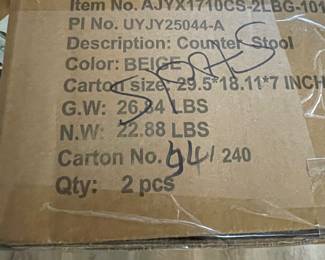 Item No. AJYX1710CS-2LBG-101
PI No. UYJY25044-A
Description: Counter Stool
Color: BEIGE
Carton size: 29.5*18.11*7 INCH
G.W: 26.84 LBS
N.W: 22.88 LBS
Carton No. 44/240
Qty: 2 pcs